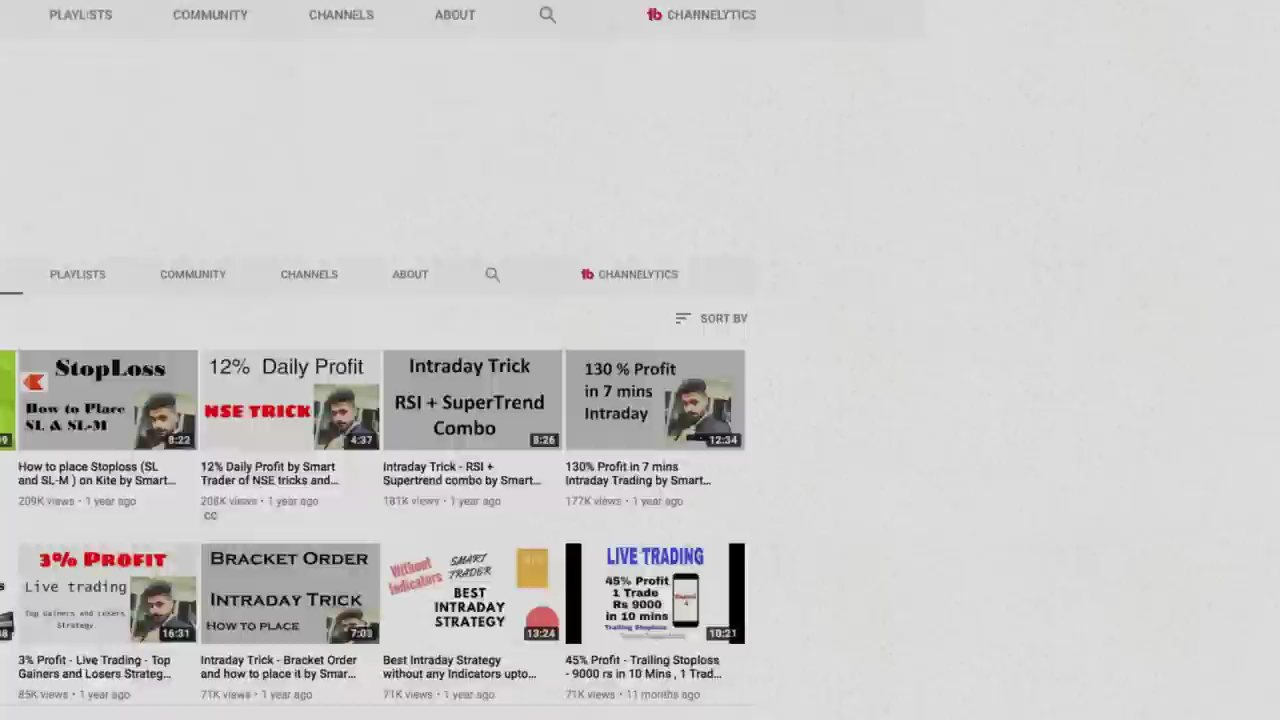 PLAYLISTS COMMUNITY CHANNELS ABOUT tb CHANNELYTICS
PLAYLISTS COMMUNITY CHANNELS ABOUT tb CHANNELYTICS
SORT BY
StopLoss
How to Place
SL & SL-M
8:22
12% Daily Profit
NSE TRICK
4:37
Intraday Trick
RSI + SuperTrend
Combo
8:26
130 % Profit
in 7 mins
Intraday
12:34
How to place Stoploss (SL
and SL-M ) on Kite by Smart...
209K views • 1 year ago
12% Daily Profit by Smart
Trader of NSE tricks and...
208K views • 1 year ago
CC
Intraday Trick - RSI +
Supertrend combo by Smart...
181K views • 1 year ago
130% Profit in 7 mins
Intraday Trading by Smart...
177K views • 1 year ago
3% Profit
Live trading
Top Gainers and Losers
Strategy.
16:31
Bracket Order
Intraday Trick
How to place
7:03
Without
Indicators
SMART
TRADER
BEST
INTRADAY
STRATEGY
13:24
LIVE TRADING
45% Profit
1 Trade
Rs 9000
in 10 mins
Trailing Stoploss
10:21
3% Profit - Live Trading - Top
Gainers and Losers Strateg...
85K views • 1 year ago
Intraday Trick - Bracket Order
and how to place it by Smar...
71K views • 1 year ago
Best Intraday Strategy
without any Indicators upto...
71K views • 1 year ago
45% Profit - Trailing Stoploss
- 9000 rs in 10 Mins , 1 Trad...
71K views • 11 months ago